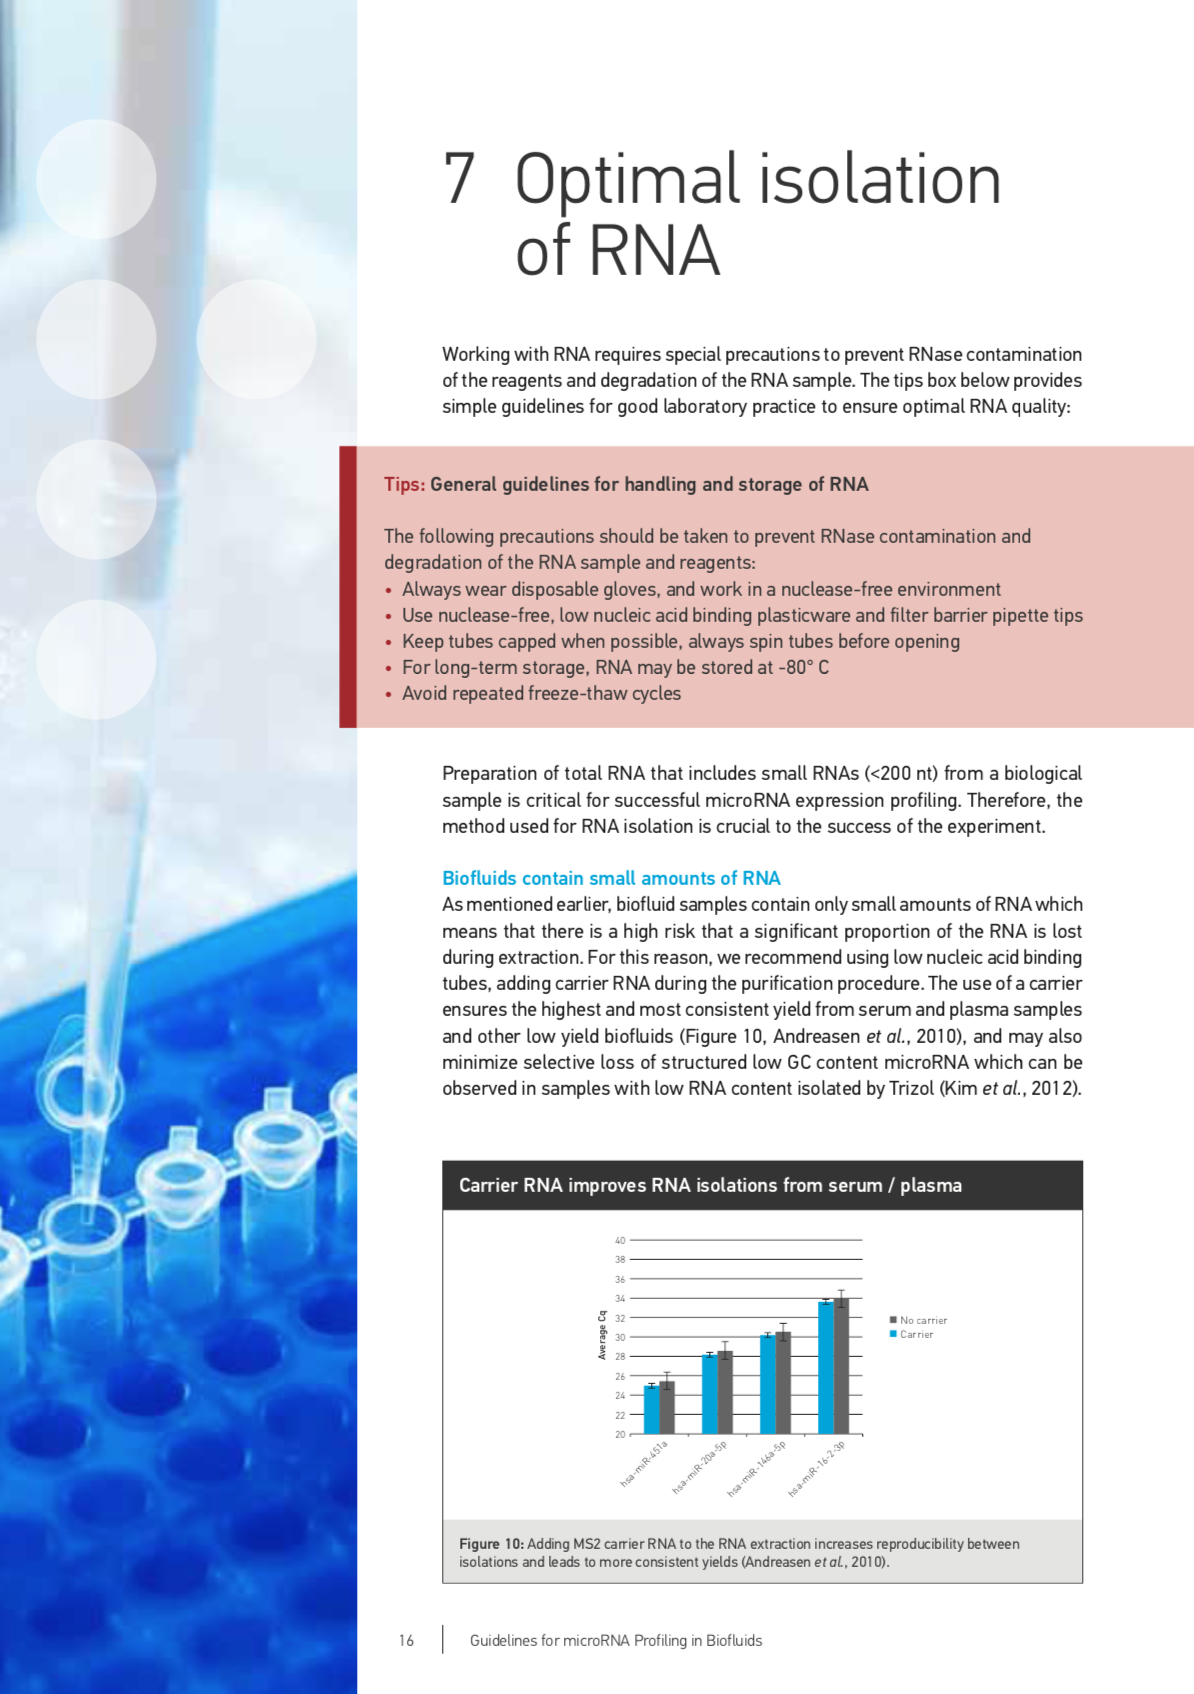 7 Optimal isolation
of RNA
Working with RNA requires special precautions to prevent RNase contamination
of the reagents and degradation of the RNA sample. The tips box below provides
simple guidelines for good laboratory practice to ensure optimal RNA quality:
Tips: General guidelines for handling and storage of RNA
The following precautions should be taken to prevent RNase contamination and
degradation of the RNA sample and reagents:
• Always wear disposable gloves, and work in a nuclease-free environment
• Use nuclease-free, low nucleic acid binding plasticware and filter barrier pipette tips
• Keep tubes capped when possible, always spin tubes before opening
• For long-term storage, RNA may be stored at -80° C
• Avoid repeated freeze-thaw cycles
Preparation of total RNA that includes small RNAs (<200 nt) from a biological
sample is critical for successful microRNA expression profiling. Therefore, the
method used for RNA isolation is crucial to the success of the experiment.
Biofluids contain small amounts of RNA
As mentioned earlier, biofluid samples contain only small amounts of RNA which
means that there is a high risk that a significant proportion of the RNA is lost
during extraction. For this reason, we recommend using low nucleic acid binding
tubes, adding carrier RNA during the purification procedure. The use of a carrier
ensures the highest and most consistent yield from serum and plasma samples
and other low yield biofluids (Figure 10, Andreasen et al., 2010), and may also
minimize selective loss of structured low GC content microRNA which can be
observed in samples with low RNA content isolated by Trizol (Kim et al., 2012).
Carrier RNA improves RNA isolations from serum / plasma
40
38
36
34
32
30
28
26
24
22
20
Average Cq
hsa-miR-451a
hsa-miR-20a-5p
hsa-miR-146a-5p
hsa-miR-16-2-3p
No carrier
Carrier
Figure 10: Adding MS2 carrier RNA to the RNA extraction increases reproducibility between
isolations and leads to more consistent yields (Andreasen et al., 2010).
16
Guidelines for microRNA Profiling in Biofluids